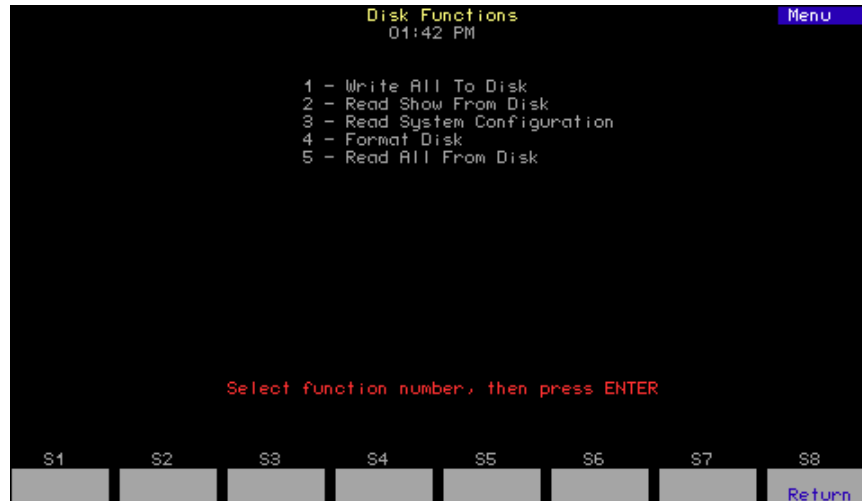 Disk Functions Menu
01:42 PM
1 - Write All To Disk
2 - Read Show From Disk
3 - Read System Configuration
4 - Format Disk
5 - Read All From Disk
Select function number, then press ENTER
S1 S2 S3 S4 S5 S6 S7 S8
Return